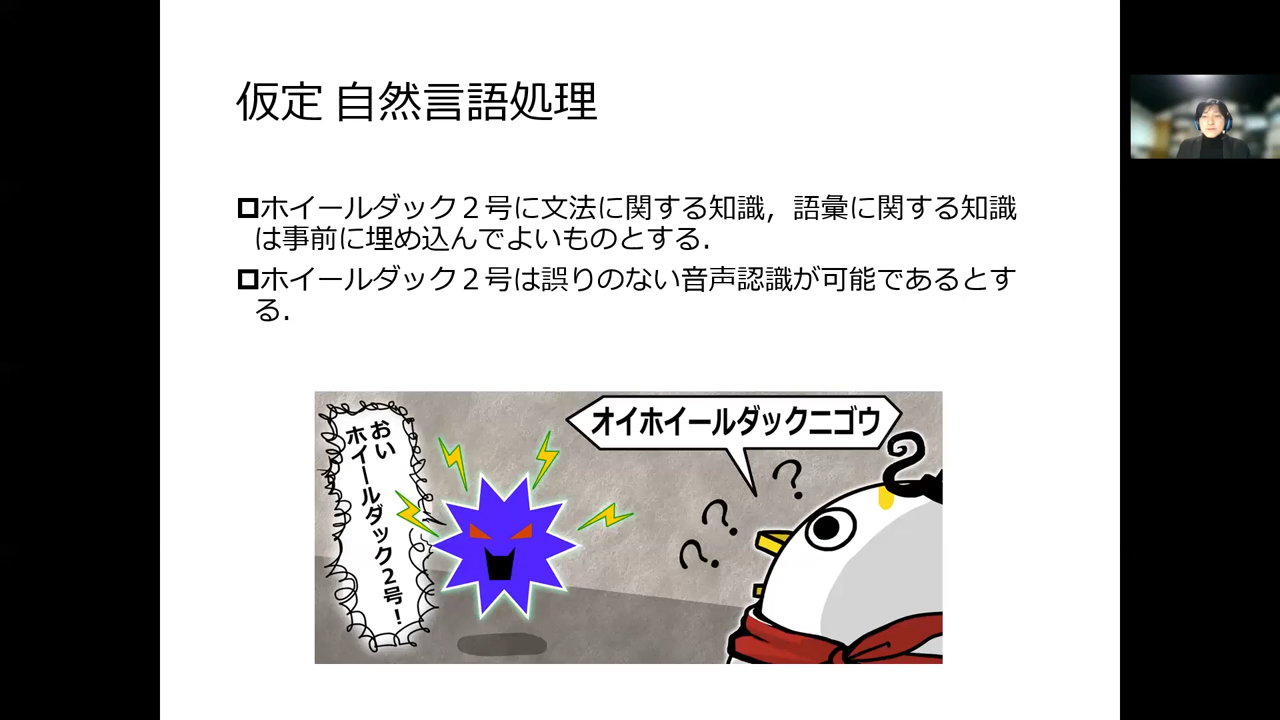 仮定 自然言語処理
ホイールダック２号に文法に関する知識，語彙に関する知識
は事前に埋め込んでよいものとする．
ホイールダック２号は誤りのない音声認識が可能であるとす
る．
おい
ホイールダック2号！
オイホイールダックニゴウ
？
？
？
2